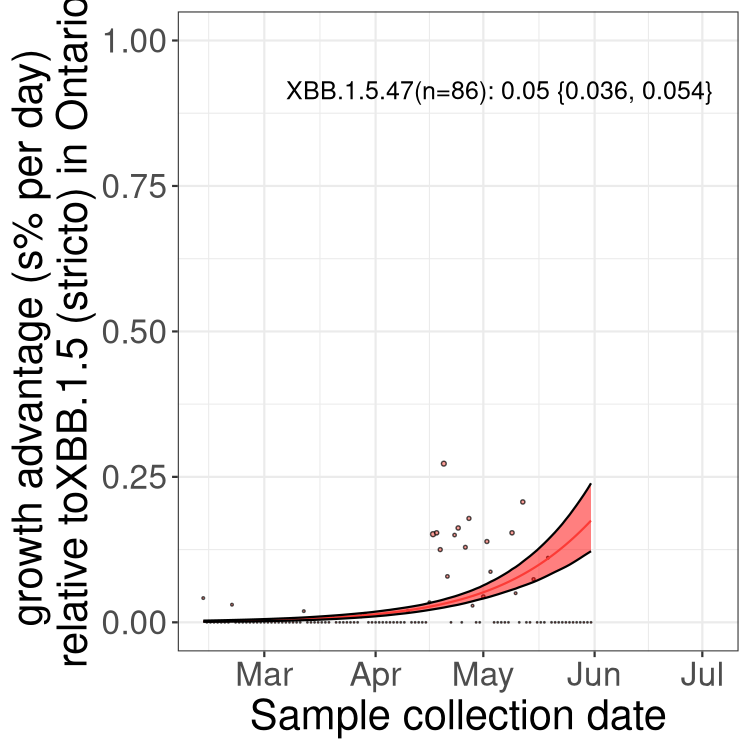 growth advantage (s% per day)
relative toXBB.1.5 (stricto) in Ontario
1.00
0.75
0.50
0.25
0.00
XBB.1.5.47(n=86): 0.05 {0.036, 0.054}
Mar
Apr
May
Jun
Jul
Sample collection date